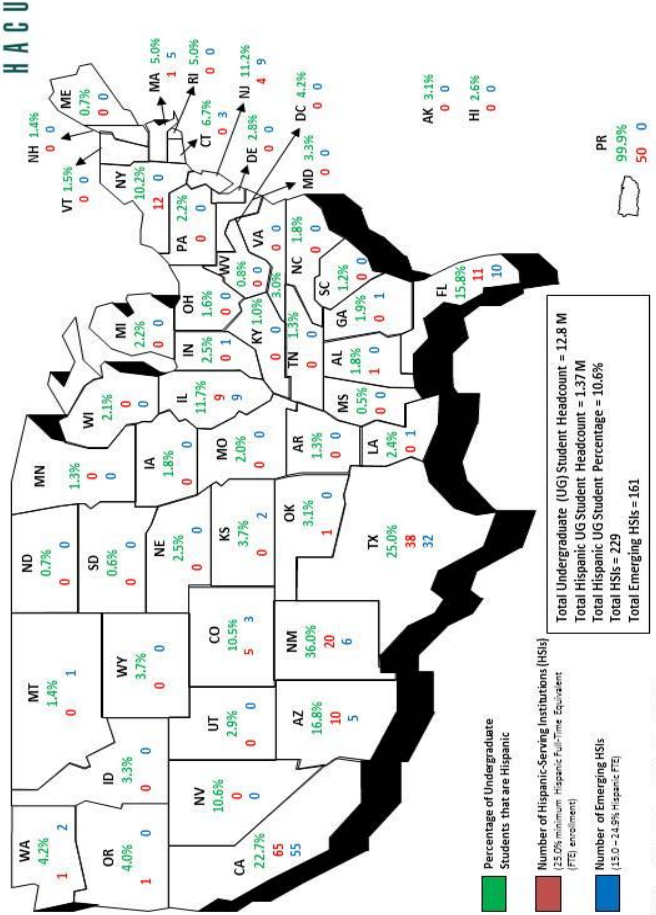 HACU
WA
4.2%
1 2
OR
4.0%
1 0
CA
22.7%
65
55
NV
10.6%
0
0
ID
3.3%
0 0
MT
1.4%
0 1
WY
3.7%
0 0
UT
2.9%
0 0
AZ
16.8%
10
5
CO
10.5%
5 3
NM
36.0%
20
6
ND
0.7%
0 0
SD
0.6%
0 0
NE
2.5%
0 0
KS
3.7%
0 2
OK
3.1%
1 0
TX
25.0%
38
32
MN
1.3%
0
0
IA
1.8%
0 0
MO
2.0%
0 0
AR
1.3%
0 0
LA
2.4%
0 1
WI
2.1%
0
0
IL
11.7%
9
9
MS
0.5%
0 0
MI
2.2%
0 0
IN
2.5%
0 1
OH
1.6%
0 0
KY 1.0%
0 0
TN
1.3%
0 0
AL
1.8%
1 0
GA
1.9%
0 1
FL
15.8%
11
10
SC
1.2%
0 0
NC
1.8%
0 0
VA
3.0%
0 0
WV
0.8%
0 0
PA
2.2%
0 0
NY
10.2%
12 0
VT 1.5%
0 0
NH 1.4%
0 0
ME
0.7%
0 0
MA 5.0%
1 5
RI 5.0%
0 0
CT 6.7%
0 3
NJ 11.2%
4 9
DE 2.8%
0 0
MD 3.3%
0 0
DC 4.2%
0 0
AK 3.1%
0 0
HI 2.6%
0 0
PR
99.9%
50 0
Percentage of Undergraduate
Students that are Hispanic
Number of Hispanic-Serving Institutions (HSIs)
(25.0% minimum Hispanic Full-Time Equivalent
(FTE) enrollment)
Number of Emerging HSIs
(15.0 – 24.9% Hispanic FTE)
Total Undergraduate (UG) Student Headcount = 12.8 M
Total Hispanic UG Student Headcount = 1.37 M
Total Hispanic UG Student Percentage = 10.6%
Total HSIs = 229
Total Emerging HSIs = 161